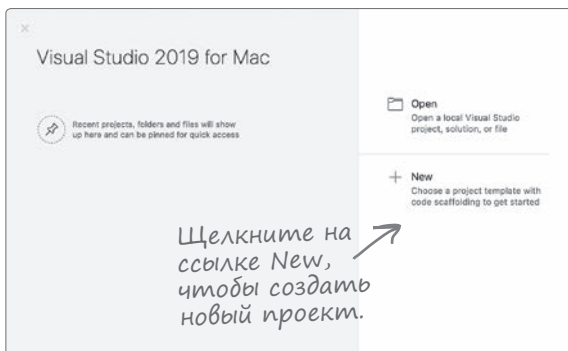 Visual Studio 2019 for Mac
Recent projects, folders and files will show
up here and can be pinned for quick access
Open
Open a local Visual Studio
project, solution, or file
New
Choose a project template with
code scaffolding to get started
Щелкните на
ссылке New,
чтобы создать
новый проект.